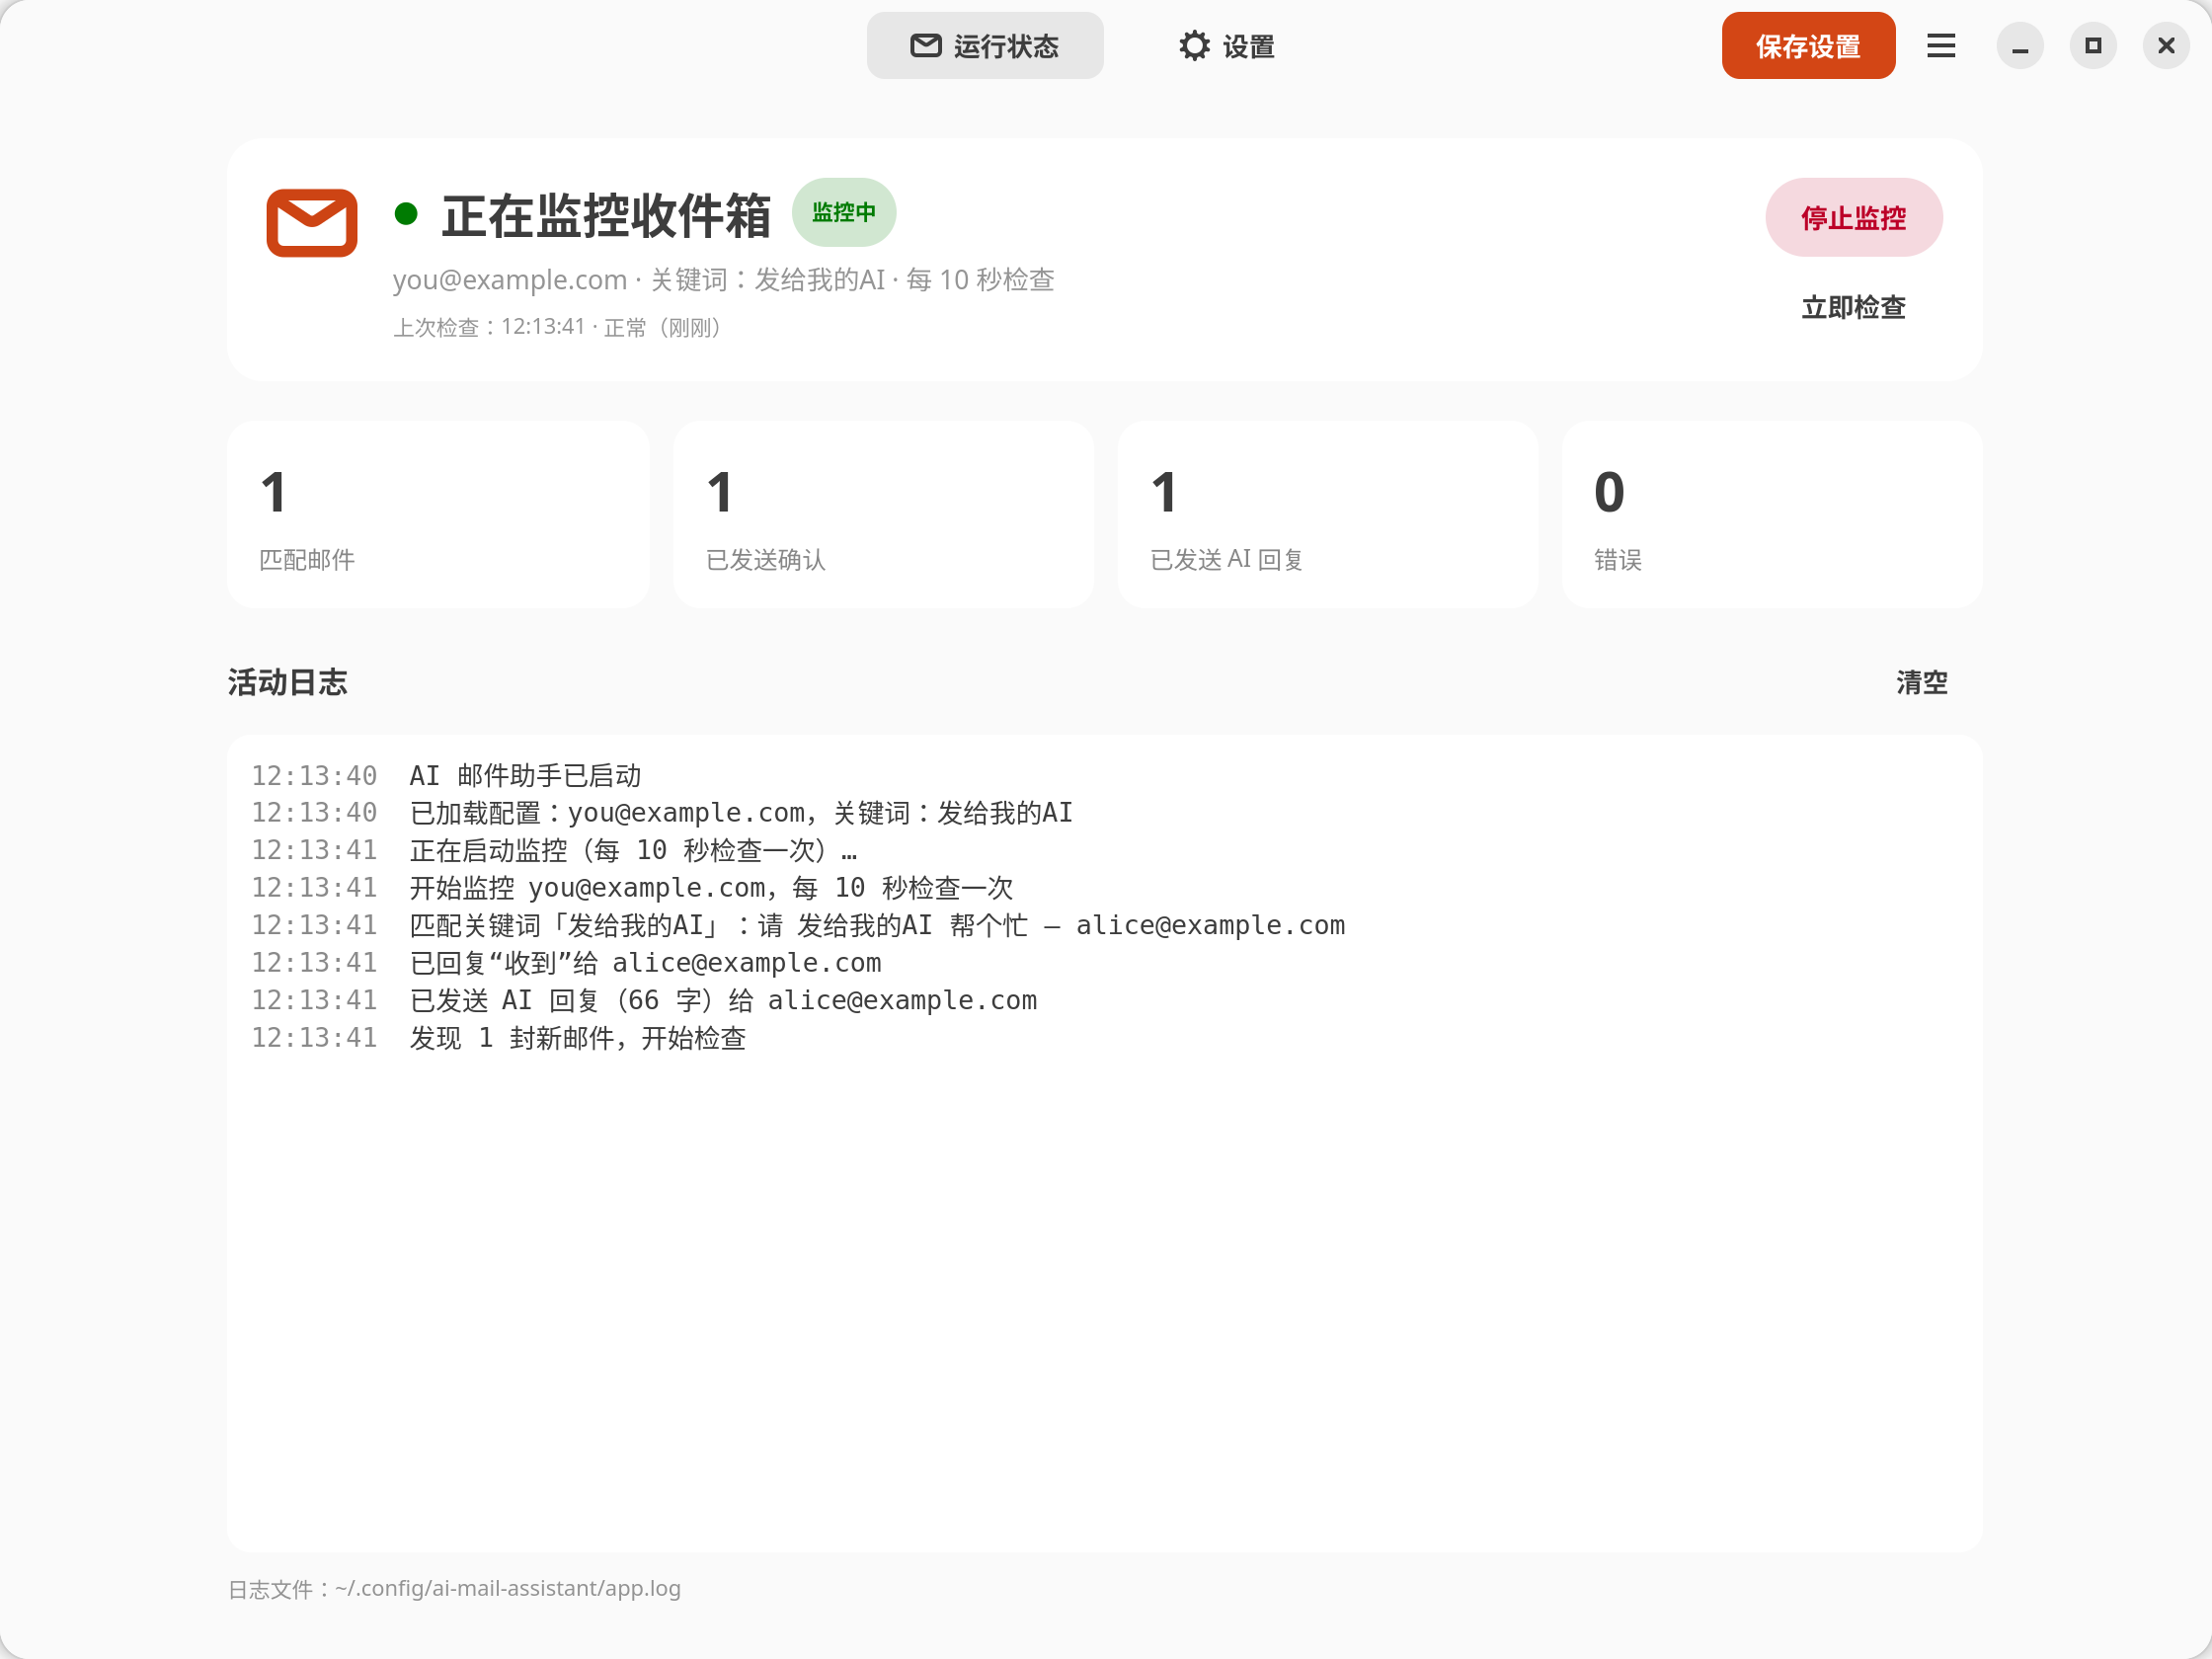 运行状态
设置
保存设置
正在监控收件箱
监控中
停止监控
you@example.com · 关键词：发给我的AI · 每 10 秒检查
立即检查
上次检查：12:13:41 · 正常（刚刚）
1
匹配邮件
1
已发送确认
1
已发送 AI 回复
0
错误
活动日志
清空
12:13:40 AI 邮件助手已启动
12:13:40 已加载配置：you@example.com，关键词：发给我的AI
12:13:41 正在启动监控（每 10 秒检查一次）…
12:13:41 开始监控 you@example.com，每 10 秒检查一次
12:13:41 匹配关键词「发给我的AI」：请 发给我的AI 帮个忙 — alice@example.com
12:13:41 已回复“收到”给 alice@example.com
12:13:41 已发送 AI 回复（66 字）给 alice@example.com
12:13:41 发现 1 封新邮件，开始检查
日志文件：~/.config/ai-mail-assistant/app.log